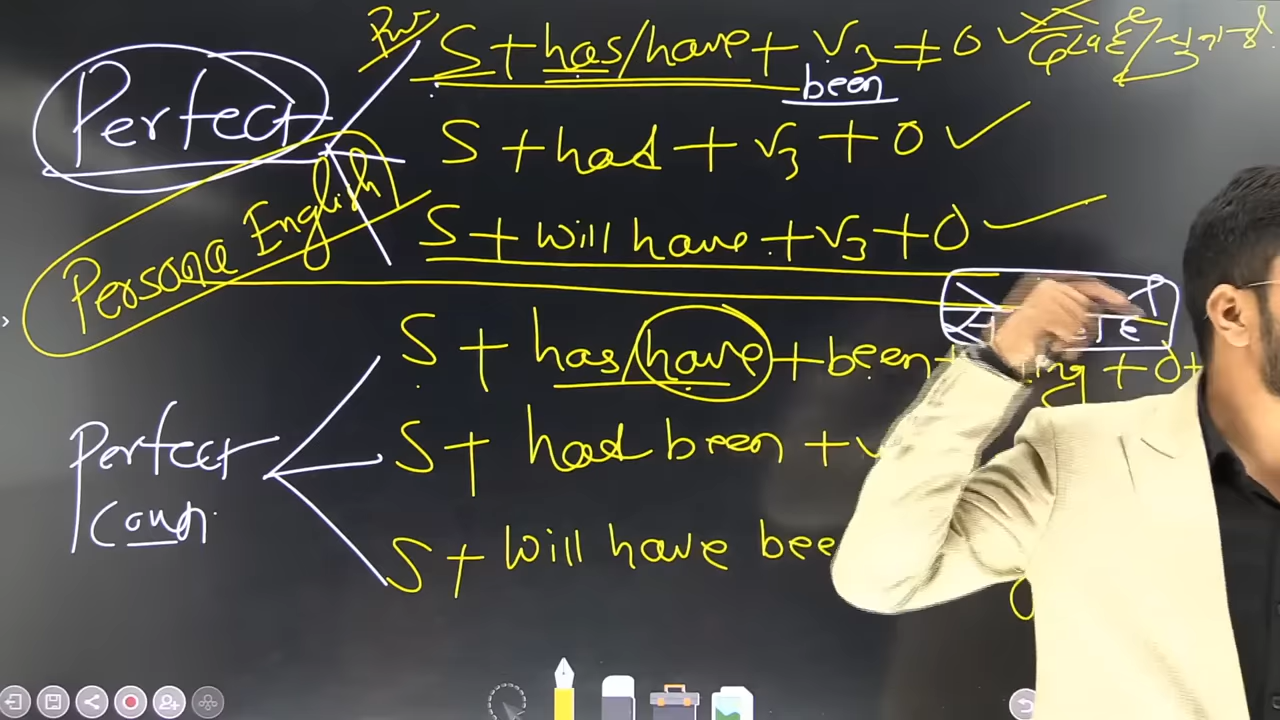 Perfect
S + has/have + V3 + O
been
S + had + V3 + O
S + will have + V3 + O
Persona English
S + has/have + been + ing + O +
Perfect
S + had been + V
S + will have bee